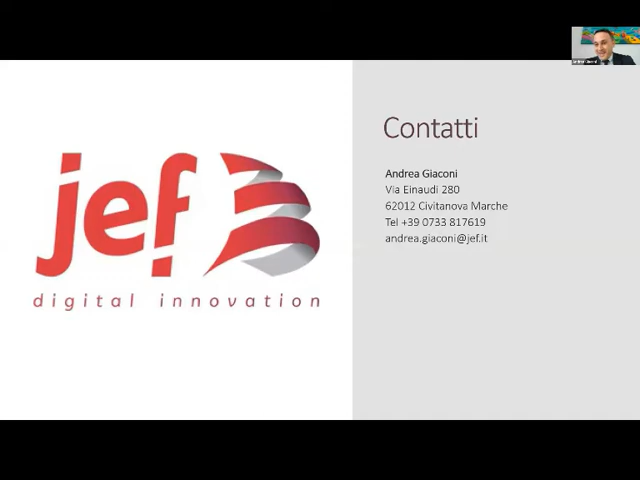 jef
digital innovation
Contatti
Andrea Giaconi
Via Einaudi 280
62012 Civitanova Marche
Tel +39 0733 817619
andrea.giaconi@jef.it